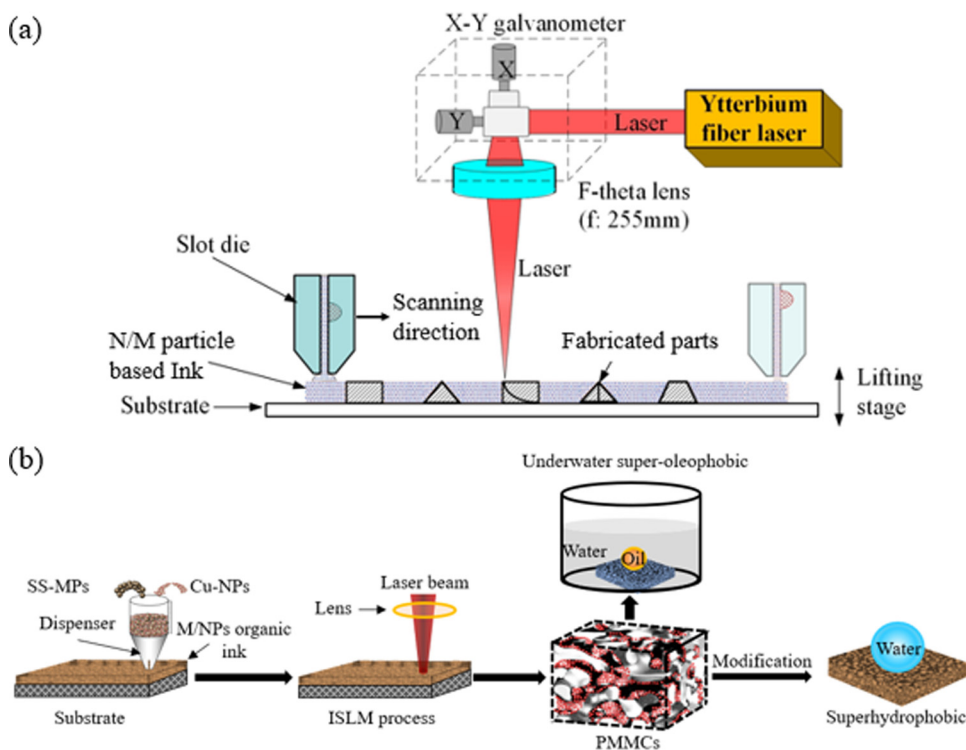 (a)
X-Y galvanometer
X
Y
Laser
Ytterbium
fiber laser
F-theta lens
(f: 255mm)
Slot die
Laser
Scanning
direction
N/M particle
based Ink
Fabricated parts
Substrate
Lifting
stage
(b)
Underwater super-oleophobic
Water
Oil
SS-MPs
Cu-NPs
Dispenser
M/NPs organic
ink
Laser beam
Lens
Modification
Water
Substrate
ISLM process
PMMCs
Superhydrophobic